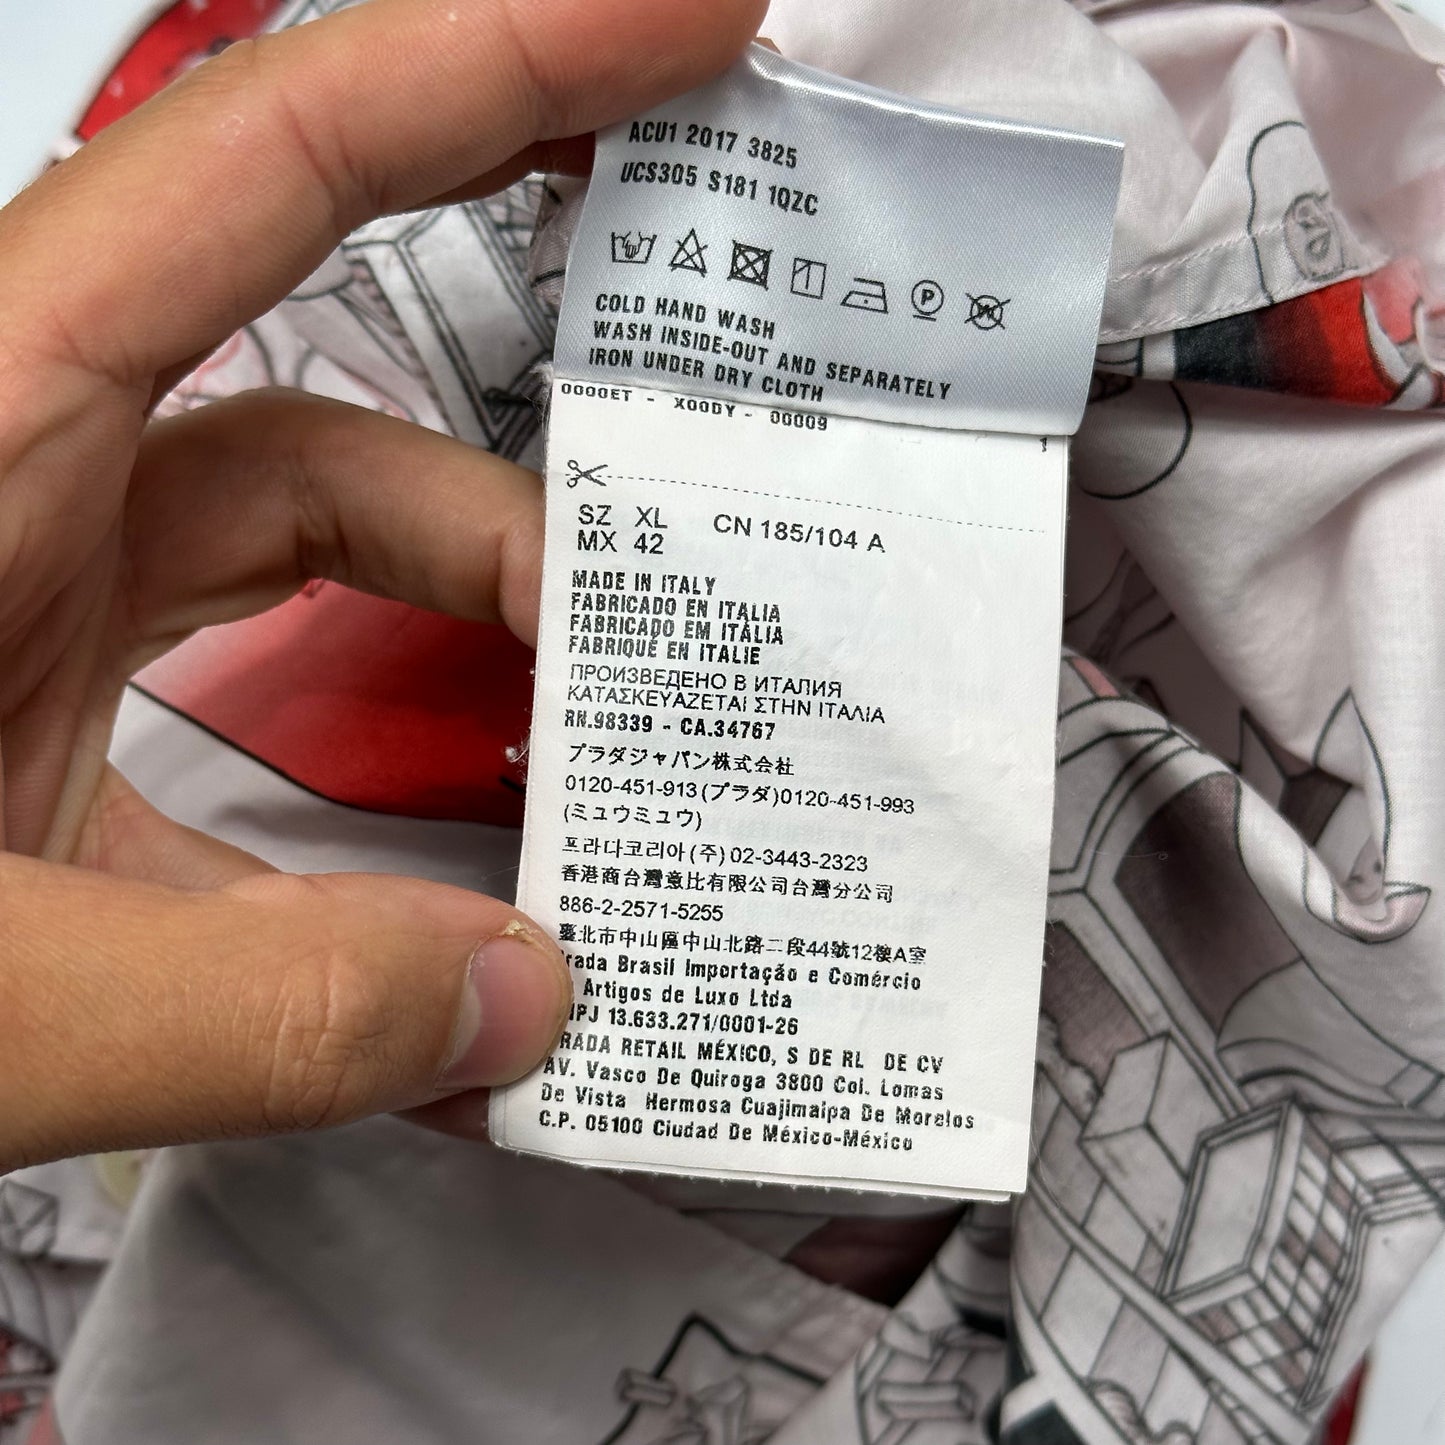 ACU1 2017 3825
UCS305 S181 1QZC
P
W
COLD HAND WASH
WASH INSIDE-OUT AND SEPARATELY
IRON UNDER DRY CLOTH
0000ET - X00DY - 00009
1
SZ XL CN 185/104 A
MX 42
MADE IN ITALY
FABRICADO EN ITALIA
FABRICADO EM ITÁLIA
FABRIQUÉ EN ITALIE
ПРОИЗВЕДЕНО В ИТАЛИЯ
ΚΑΤΑΣΚΕΥΑΖΕΤΑΙ ΣΤΗΝ ΙΤΑΛΙΑ
RN.98339 - CA.34767
プラダジャパン株式会社
0120-451-913(プラダ)0120-451-993
(ミュウミュウ)
프라다코리아(주)02-3443-2323
香港商台灣意比有限公司台灣分公司
886-2-2571-5255
臺北市中山區中山北路二段44號12樓A室
rada Brasil Importação e Comércio
Artigos de Luxo Ltda
NPJ 13.633.271/0001-26
RADA RETAIL MÉXICO, S DE RL DE CV
AV. Vasco De Quiroga 3800 Col. Lomas
De Vista Hermosa Cuajimalpa De Morelos
C.P. 05100 Ciudad De México-México